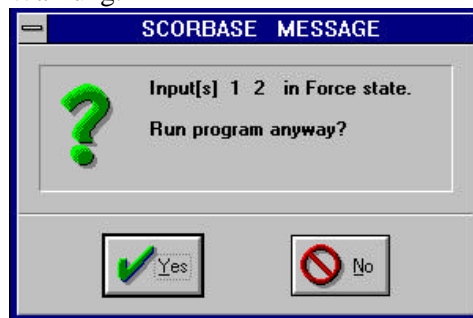 SCORBASE MESSAGE
Input[s] 1 2 in Force state.
Run program anyway?
Yes
No